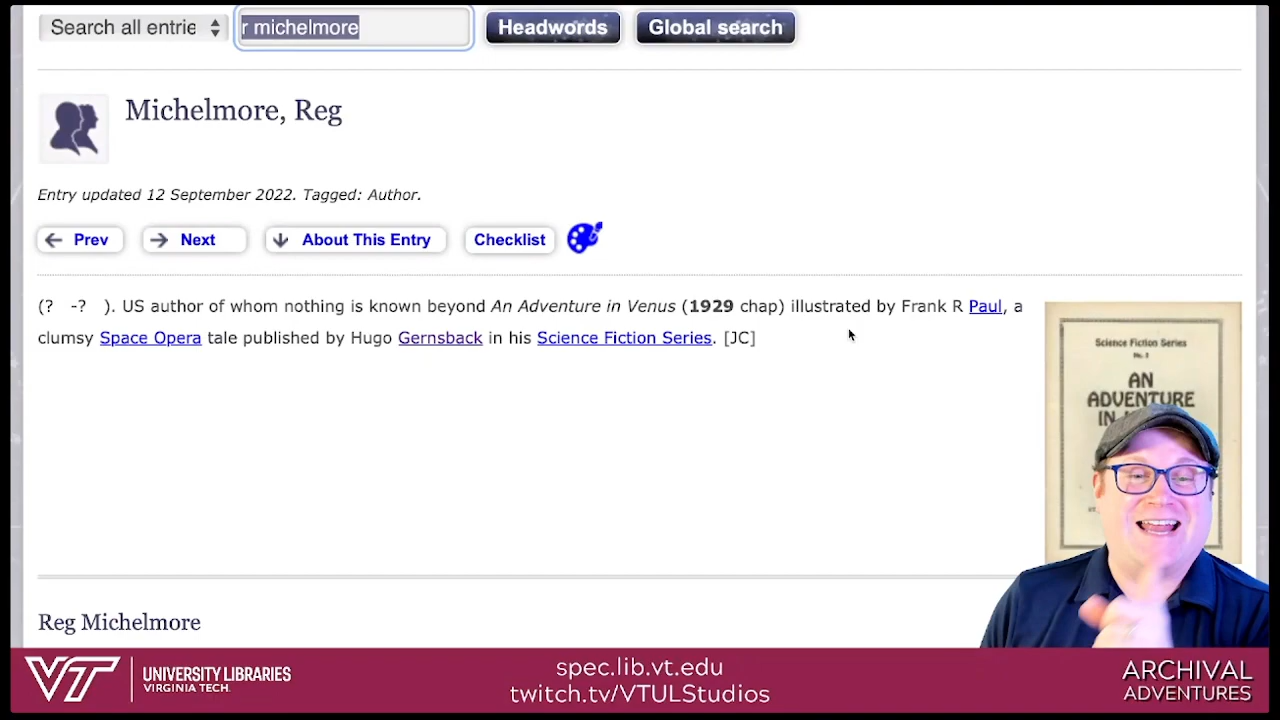 Search all entrie r michelmore Headwords Global search
Michelmore, Reg
Entry updated 12 September 2022. Tagged: Author.
Prev Next About This Entry Checklist
(? -? ). US author of whom nothing is known beyond An Adventure in Venus (1929 chap) illustrated by Frank R Paul, a
clumsy Space Opera tale published by Hugo Gernsback in his Science Fiction Series. [JC]
Science Fiction Series
AN
ADVENTURE
IN
Reg Michelmore
VT UNIVERSITY LIBRARIES
VIRGINIA TECH.
spec.lib.vt.edu
twitch.tv/VTULStudios
ARCHIVAL
ADVENTURES